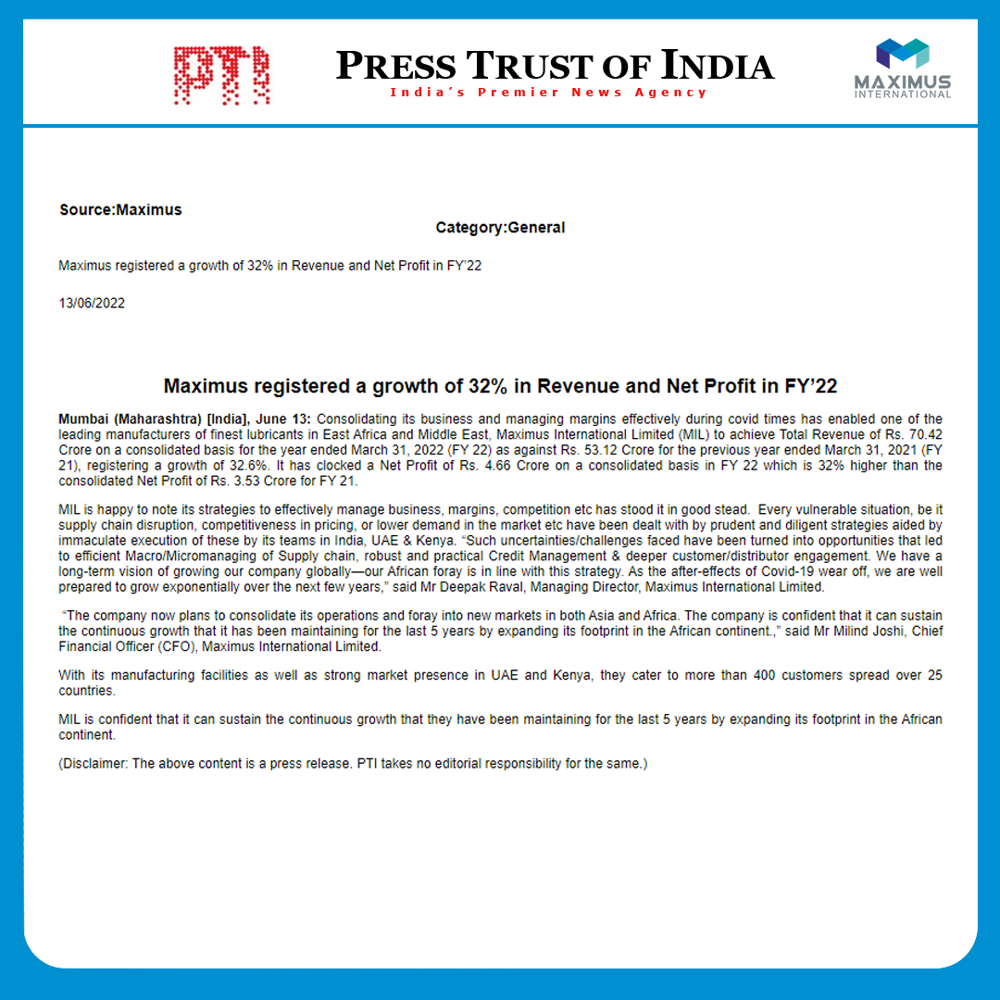 PTI
PRESS TRUST OF INDIA
India's Premier News Agency
MAXIMUS
INTERNATIONAL
Source:Maximus
Category:General
Maximus registered a growth of 32% in Revenue and Net Profit in FY'22
13/06/2022
Maximus registered a growth of 32% in Revenue and Net Profit in FY'22
Mumbai (Maharashtra) [India], June 13: Consolidating its business and managing margins effectively during covid times has enabled one of the
leading manufacturers of finest lubricants in East Africa and Middle East, Maximus International Limited (MIL) to achieve Total Revenue of Rs. 70.42
Crore on a consolidated basis for the year ended March 31, 2022 (FY 22) as against Rs. 53.12 Crore for the previous year ended March 31, 2021 (FY
21), registering a growth of 32.6%. It has clocked a Net Profit of Rs. 4.66 Crore on a consolidated basis in FY 22 which is 32% higher than the
consolidated Net Profit of Rs. 3.53 Crore for FY 21.
MIL is happy to note its strategies to effectively manage business, margins, competition etc has stood it in good stead.  Every vulnerable situation, be it
supply chain disruption, competitiveness in pricing, or lower demand in the market etc have been dealt with by prudent and diligent strategies aided by
immaculate execution of these by its teams in India, UAE & Kenya. “Such uncertainties/challenges faced have been turned into opportunities that led
to efficient Macro/Micromanaging of Supply chain, robust and practical Credit Management & deeper customer/distributor engagement. We have a
long-term vision of growing our company globally—our African foray is in line with this strategy. As the after-effects of Covid-19 wear off, we are well
prepared to grow exponentially over the next few years,” said Mr Deepak Raval, Managing Director, Maximus International Limited.
“The company now plans to consolidate its operations and foray into new markets in both Asia and Africa. The company is confident that it can sustain
the continuous growth that it has been maintaining for the last 5 years by expanding its footprint in the African continent.,” said Mr Milind Joshi, Chief
Financial Officer (CFO), Maximus International Limited.
With its manufacturing facilities as well as strong market presence in UAE and Kenya, they cater to more than 400 customers spread over 25
countries.
MIL is confident that it can sustain the continuous growth that they have been maintaining for the last 5 years by expanding its footprint in the African
continent.
(Disclaimer: The above content is a press release. PTI takes no editorial responsibility for the same.)